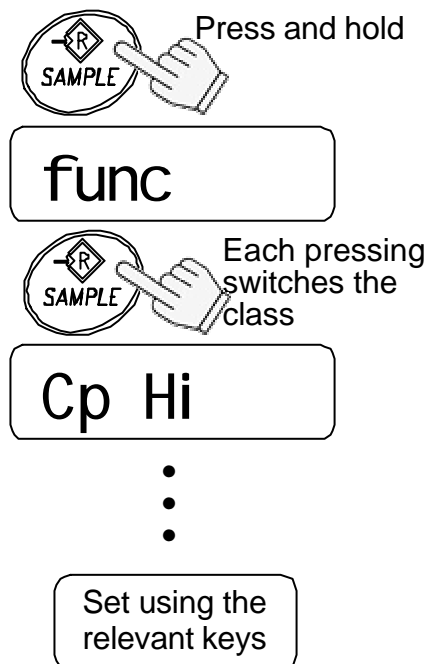 Press and hold
R
SAMPLE
func
Each pressing
switches the
class
R
SAMPLE
Cp Hi
Set using the
relevant keys